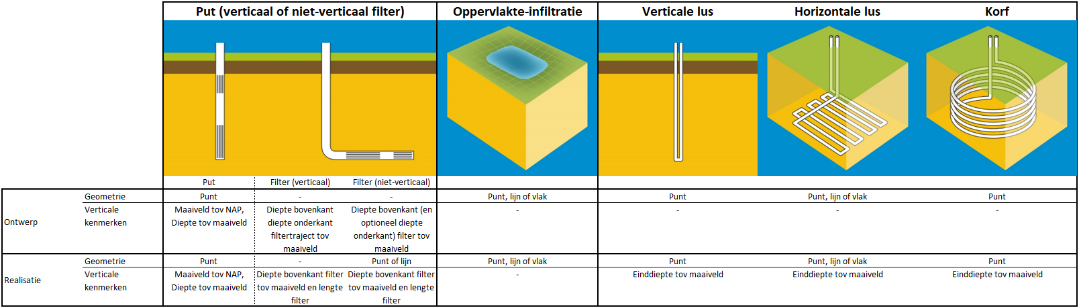 Put (verticaal of niet-verticaal filter) Oppervlakte-infiltratie Verticale lus Horizontale lus Korf
Put Filter (verticaal) Filter (niet-verticaal)
Geometrie Punt - - Punt, lijn of vlak Punt Punt, lijn of vlak Punt
Ontwerp
Verticale kenmerken
Maaiveld tov NAP,
Diepte tov maaiveld
Diepte bovenkant
diepte onderkant
filtertraject tov
maaiveld
Diepte bovenkant (en
optioneel diepte
onderkant) filter tov
maaiveld
- - - -
Geometrie Punt - Punt of lijn Punt, lijn of vlak Punt Punt, lijn of vlak Punt
Realisatie
Verticale
kenmerken
Maaiveld tov NAP,
Diepte tov maaiveld
Diepte bovenkant filter
tov maaiveld en lengte
filter
Diepte bovenkant filter
tov maaiveld en lengte
filter
- Einddiepte tov maaiveld Einddiepte tov maaiveld Einddiepte tov maaiveld